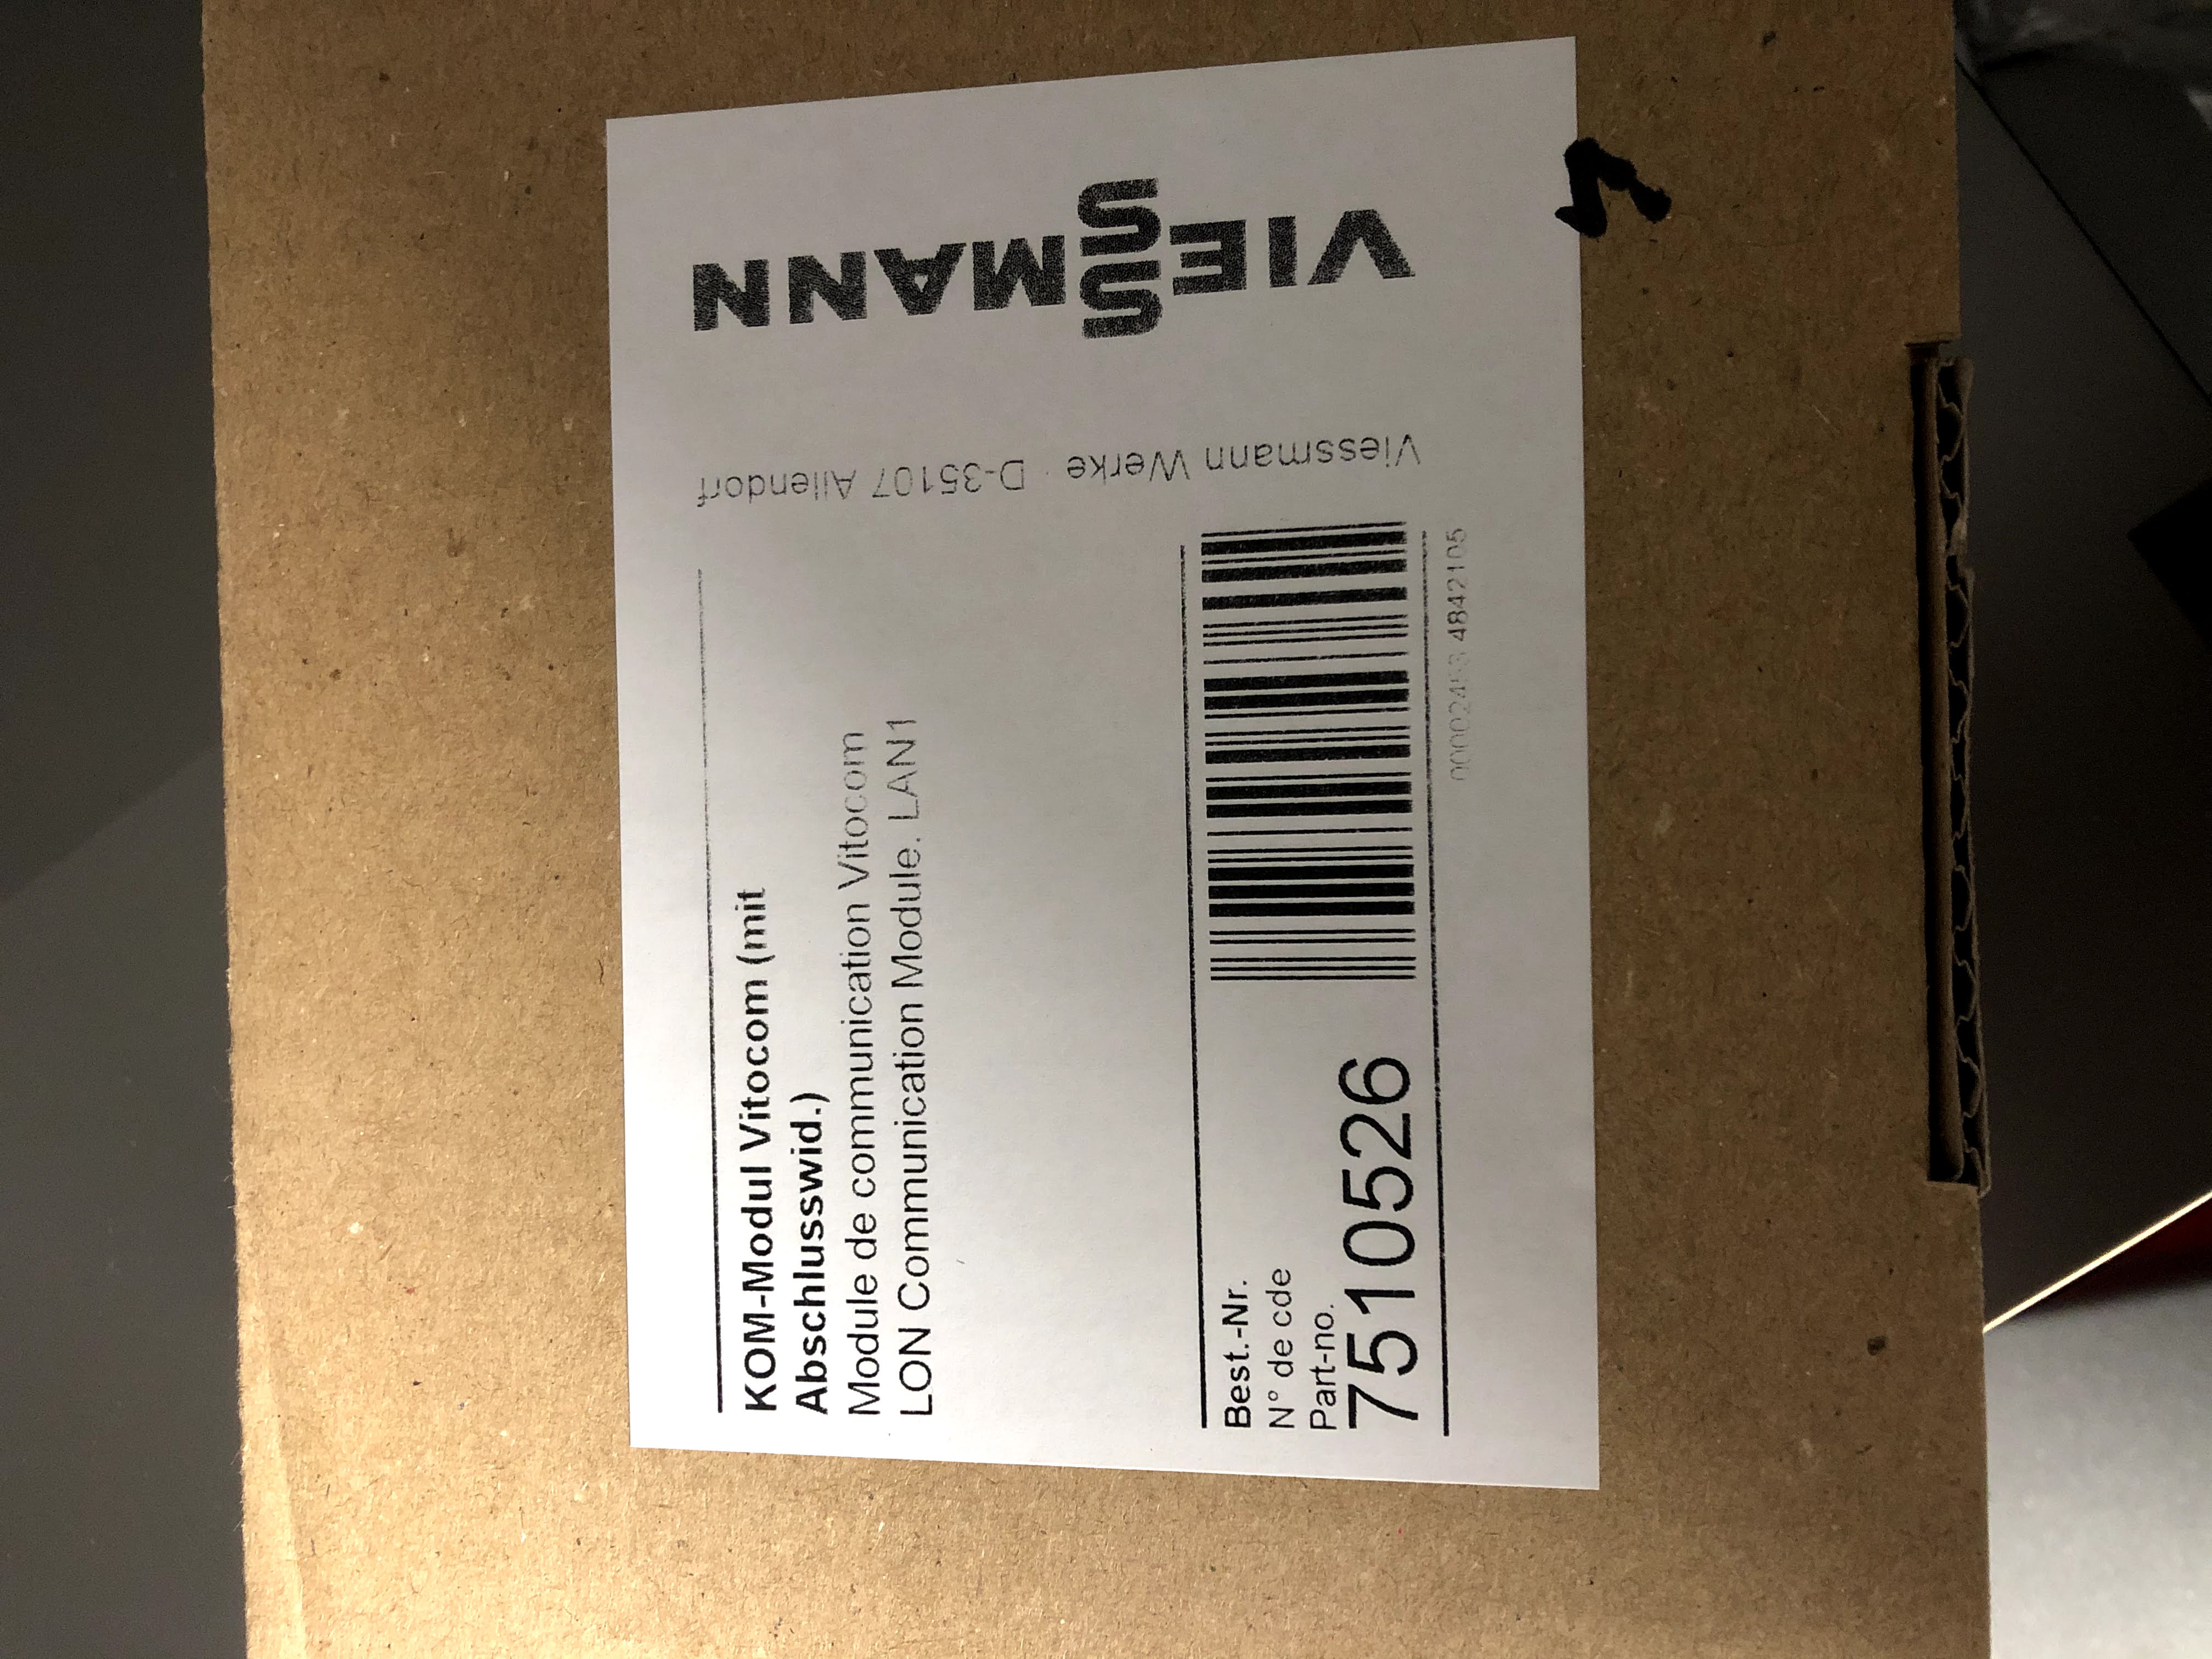 VIESSMANN
Viessmann Werke · D-35107 Allendorf
KOM-Modul Vitocom (mit
Abschlusswid.)
Module de communication Vitocom
LON Communication Module. LAN1
Best.-Nr.
N° de cde
Part-no.
7510526
4842105